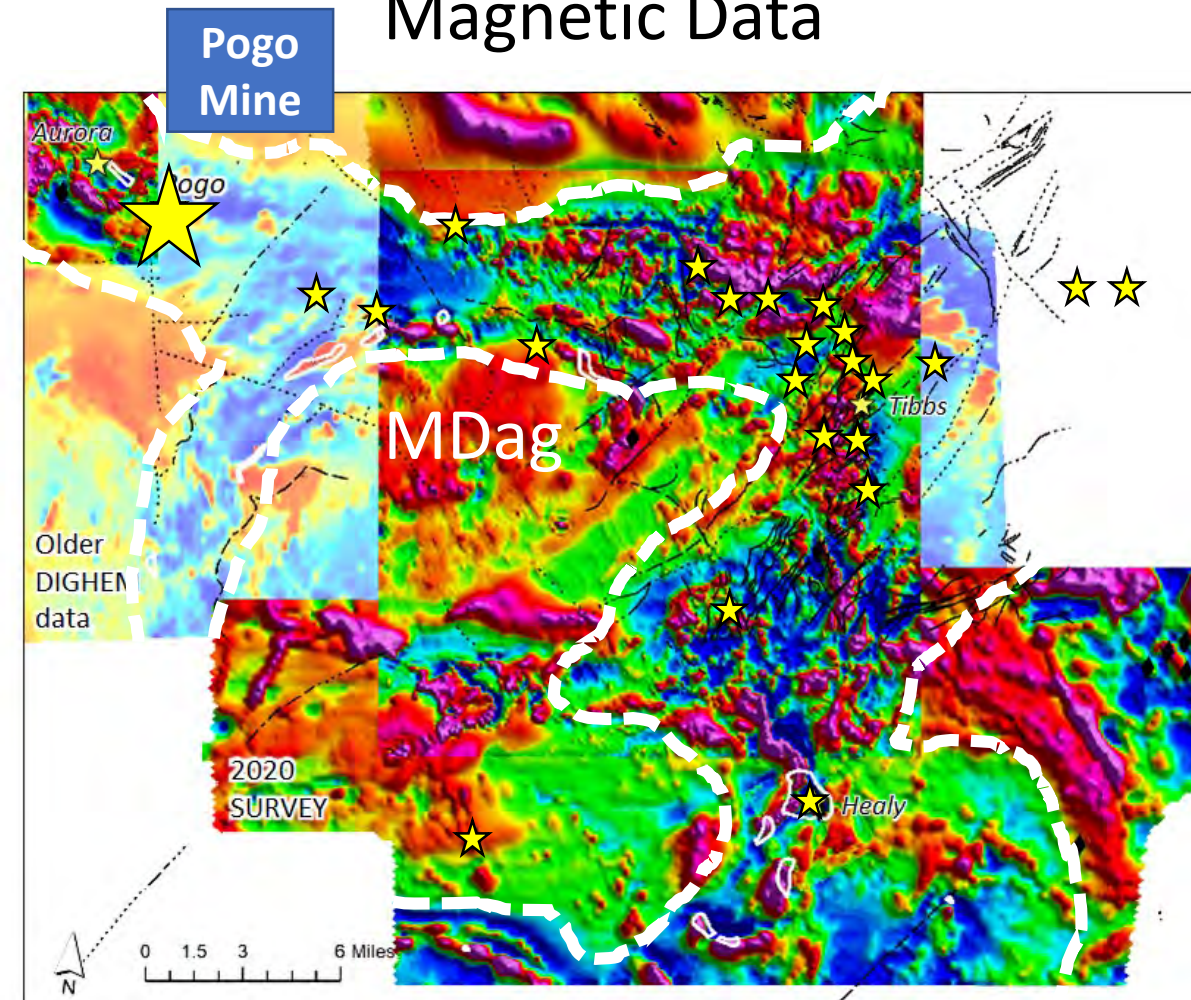 Magnetic Data
Pogo
Mine
Aurora
Pogo
Tibbs
MDag
Older
DIGHEM
data
2020
SURVEY
Healy
0 1.5 3 6 Miles
N